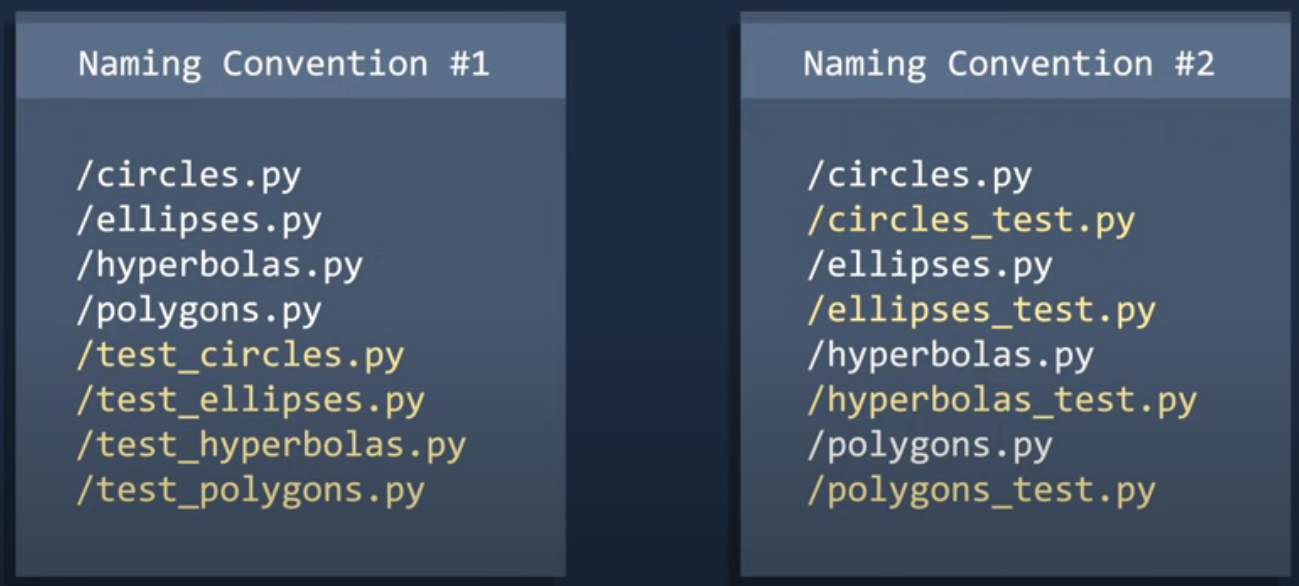 Naming Convention #1
/circles.py
/ellipses.py
/hyperbolas.py
/polygons.py
/test_circles.py
/test_ellipses.py
/test_hyperbolas.py
/test_polygons.py
Naming Convention #2
/circles.py
/circles_test.py
/ellipses.py
/ellipses_test.py
/hyperbolas.py
/hyperbolas_test.py
/polygons.py
/polygons_test.py